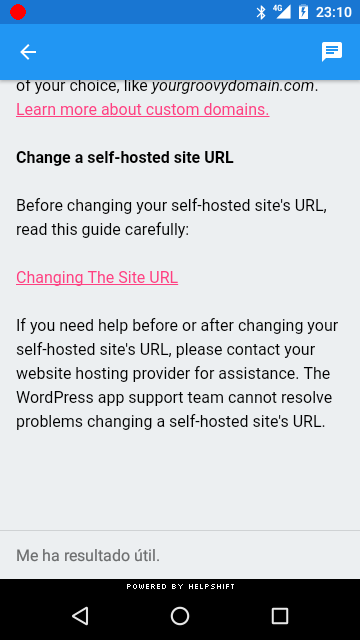 4G 23:10
of your choice, like yourgroovydomain.com.
Learn more about custom domains.
Change a self-hosted site URL
Before changing your self-hosted site's URL,
read this guide carefully:
Changing The Site URL
If you need help before or after changing your
self-hosted site's URL, please contact your
website hosting provider for assistance. The
WordPress app support team cannot resolve
problems changing a self-hosted site's URL.
Me ha resultado útil.
POWERED BY HELPSHIFT